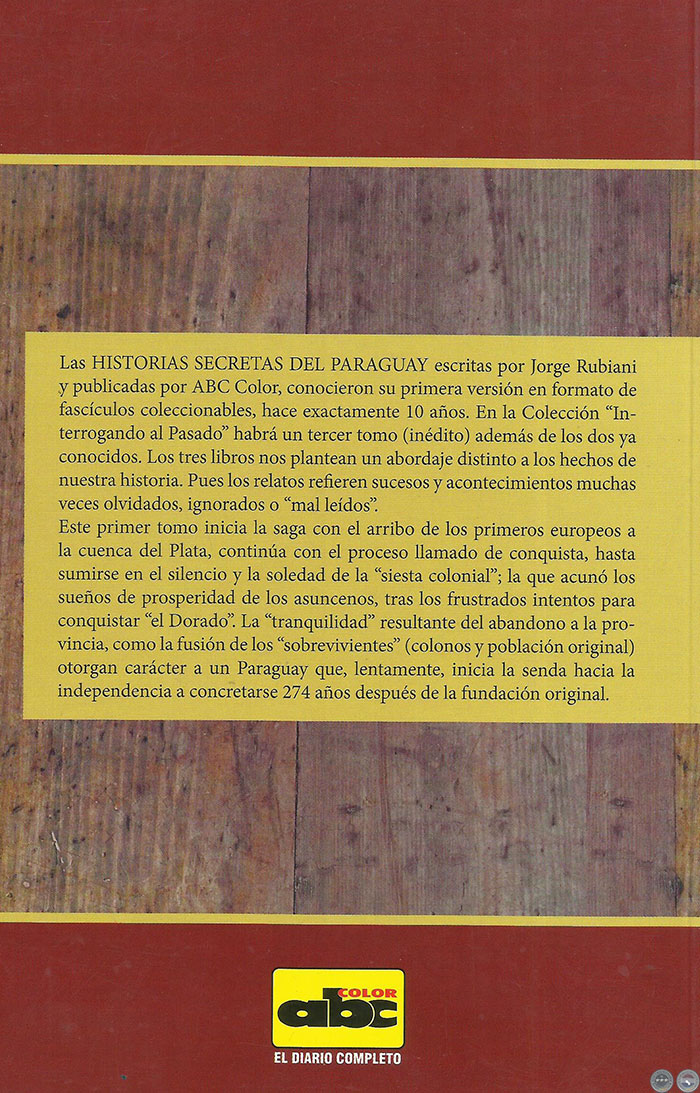 Las HISTORIAS SECRETAS DEL PARAGUAY escritas por Jorge Rubiani
y publicadas por ABC Color, conocieron su primera versión en formato de
fascículos coleccionables, hace exactamente 10 años. En la Colección “In-
terrogando al Pasado” habrá un tercer tomo (inédito) además de los dos ya
conocidos. Los tres libros nos plantean un abordaje distinto a los hechos de
nuestra historia. Pues los relatos refieren sucesos y acontecimientos muchas
veces olvidados, ignorados o “mal leídos”.
Este primer tomo inicia la saga con el arribo de los primeros europeos a
la cuenca del Plata, continúa con el proceso llamado de conquista, hasta
sumirse en el silencio y la soledad de la “siesta colonial”; la que acunó los
sueños de prosperidad de los asuncenos, tras los frustrados intentos para
conquistar “el Dorado”. La “tranquilidad” resultante del abandono a la pro-
vincia, como la fusión de los “sobrevivientes” (colonos y población original)
otorgan carácter a un Paraguay que, lentamente, inicia la senda hacia la
independencia a concretarse 274 años después de la fundación original.
COLOR
abc
EL DIARIO COMPLETO